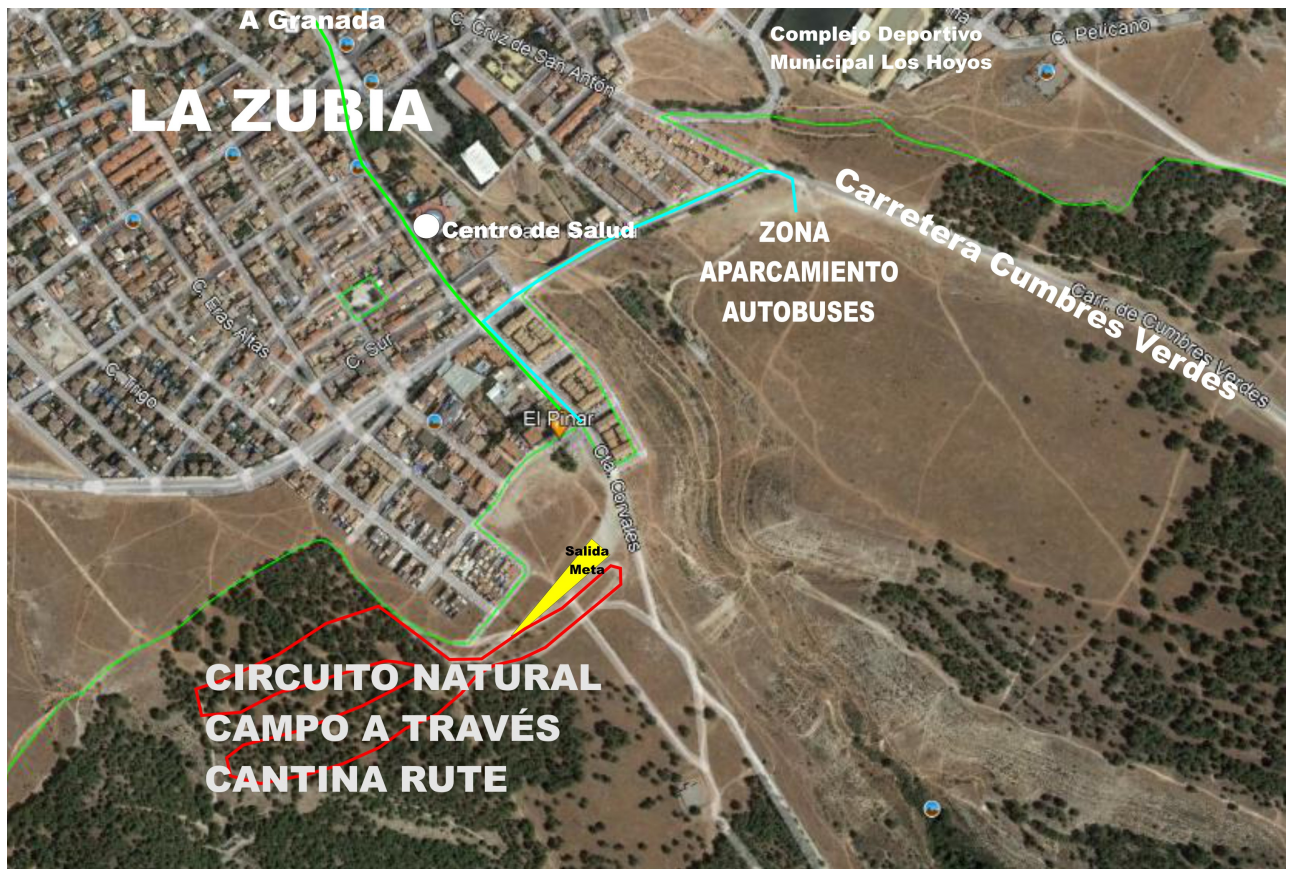 A Granada
C. Cruz de San Antón
Complejo Deportivo
Municipal Los Hoyos
C. Pelícano
LA ZUBIA
Centro de Salud
Carretera Cumbres Verdes
ZONA
APARCAMIENTO
AUTOBUSES
Carr. de Cumbres Verdes
C. Eras Altas
C. Sur
C. Trigo
El Pinar
Cta. Corvales
Salida
Meta
CIRCUITO NATURAL
CAMPO A TRAVÉS
CANTINA RUTE